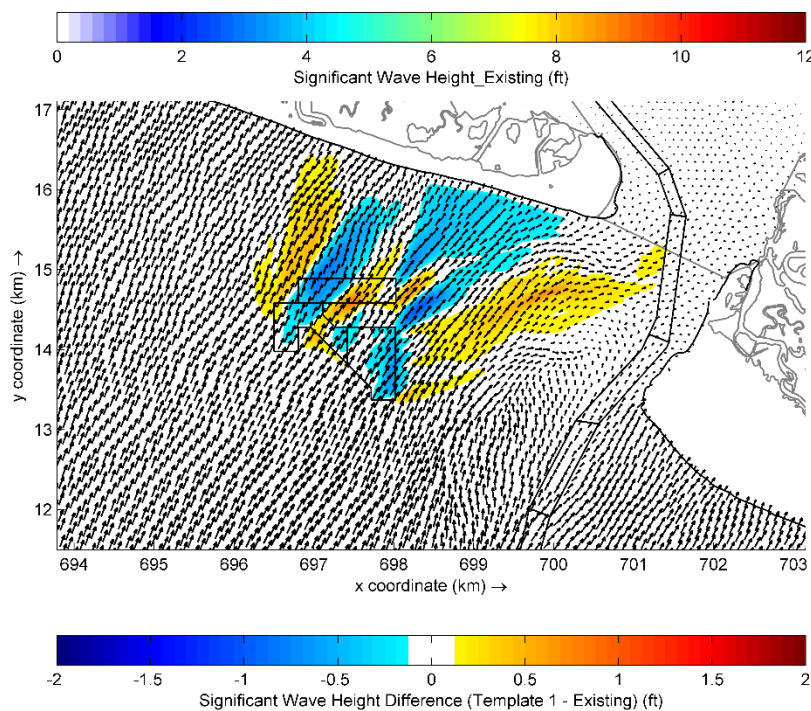 0 2 4 6 8 10 12
Significant Wave Height_Existing (ft)
17
16
15
14
13
12
y coordinate (km) →
694 695 696 697 698 699 700 701 702 703
x coordinate (km) →
-2 -1.5 -1 -0.5 0 0.5 1 1.5 2
Significant Wave Height Difference (Template 1 - Existing) (ft)